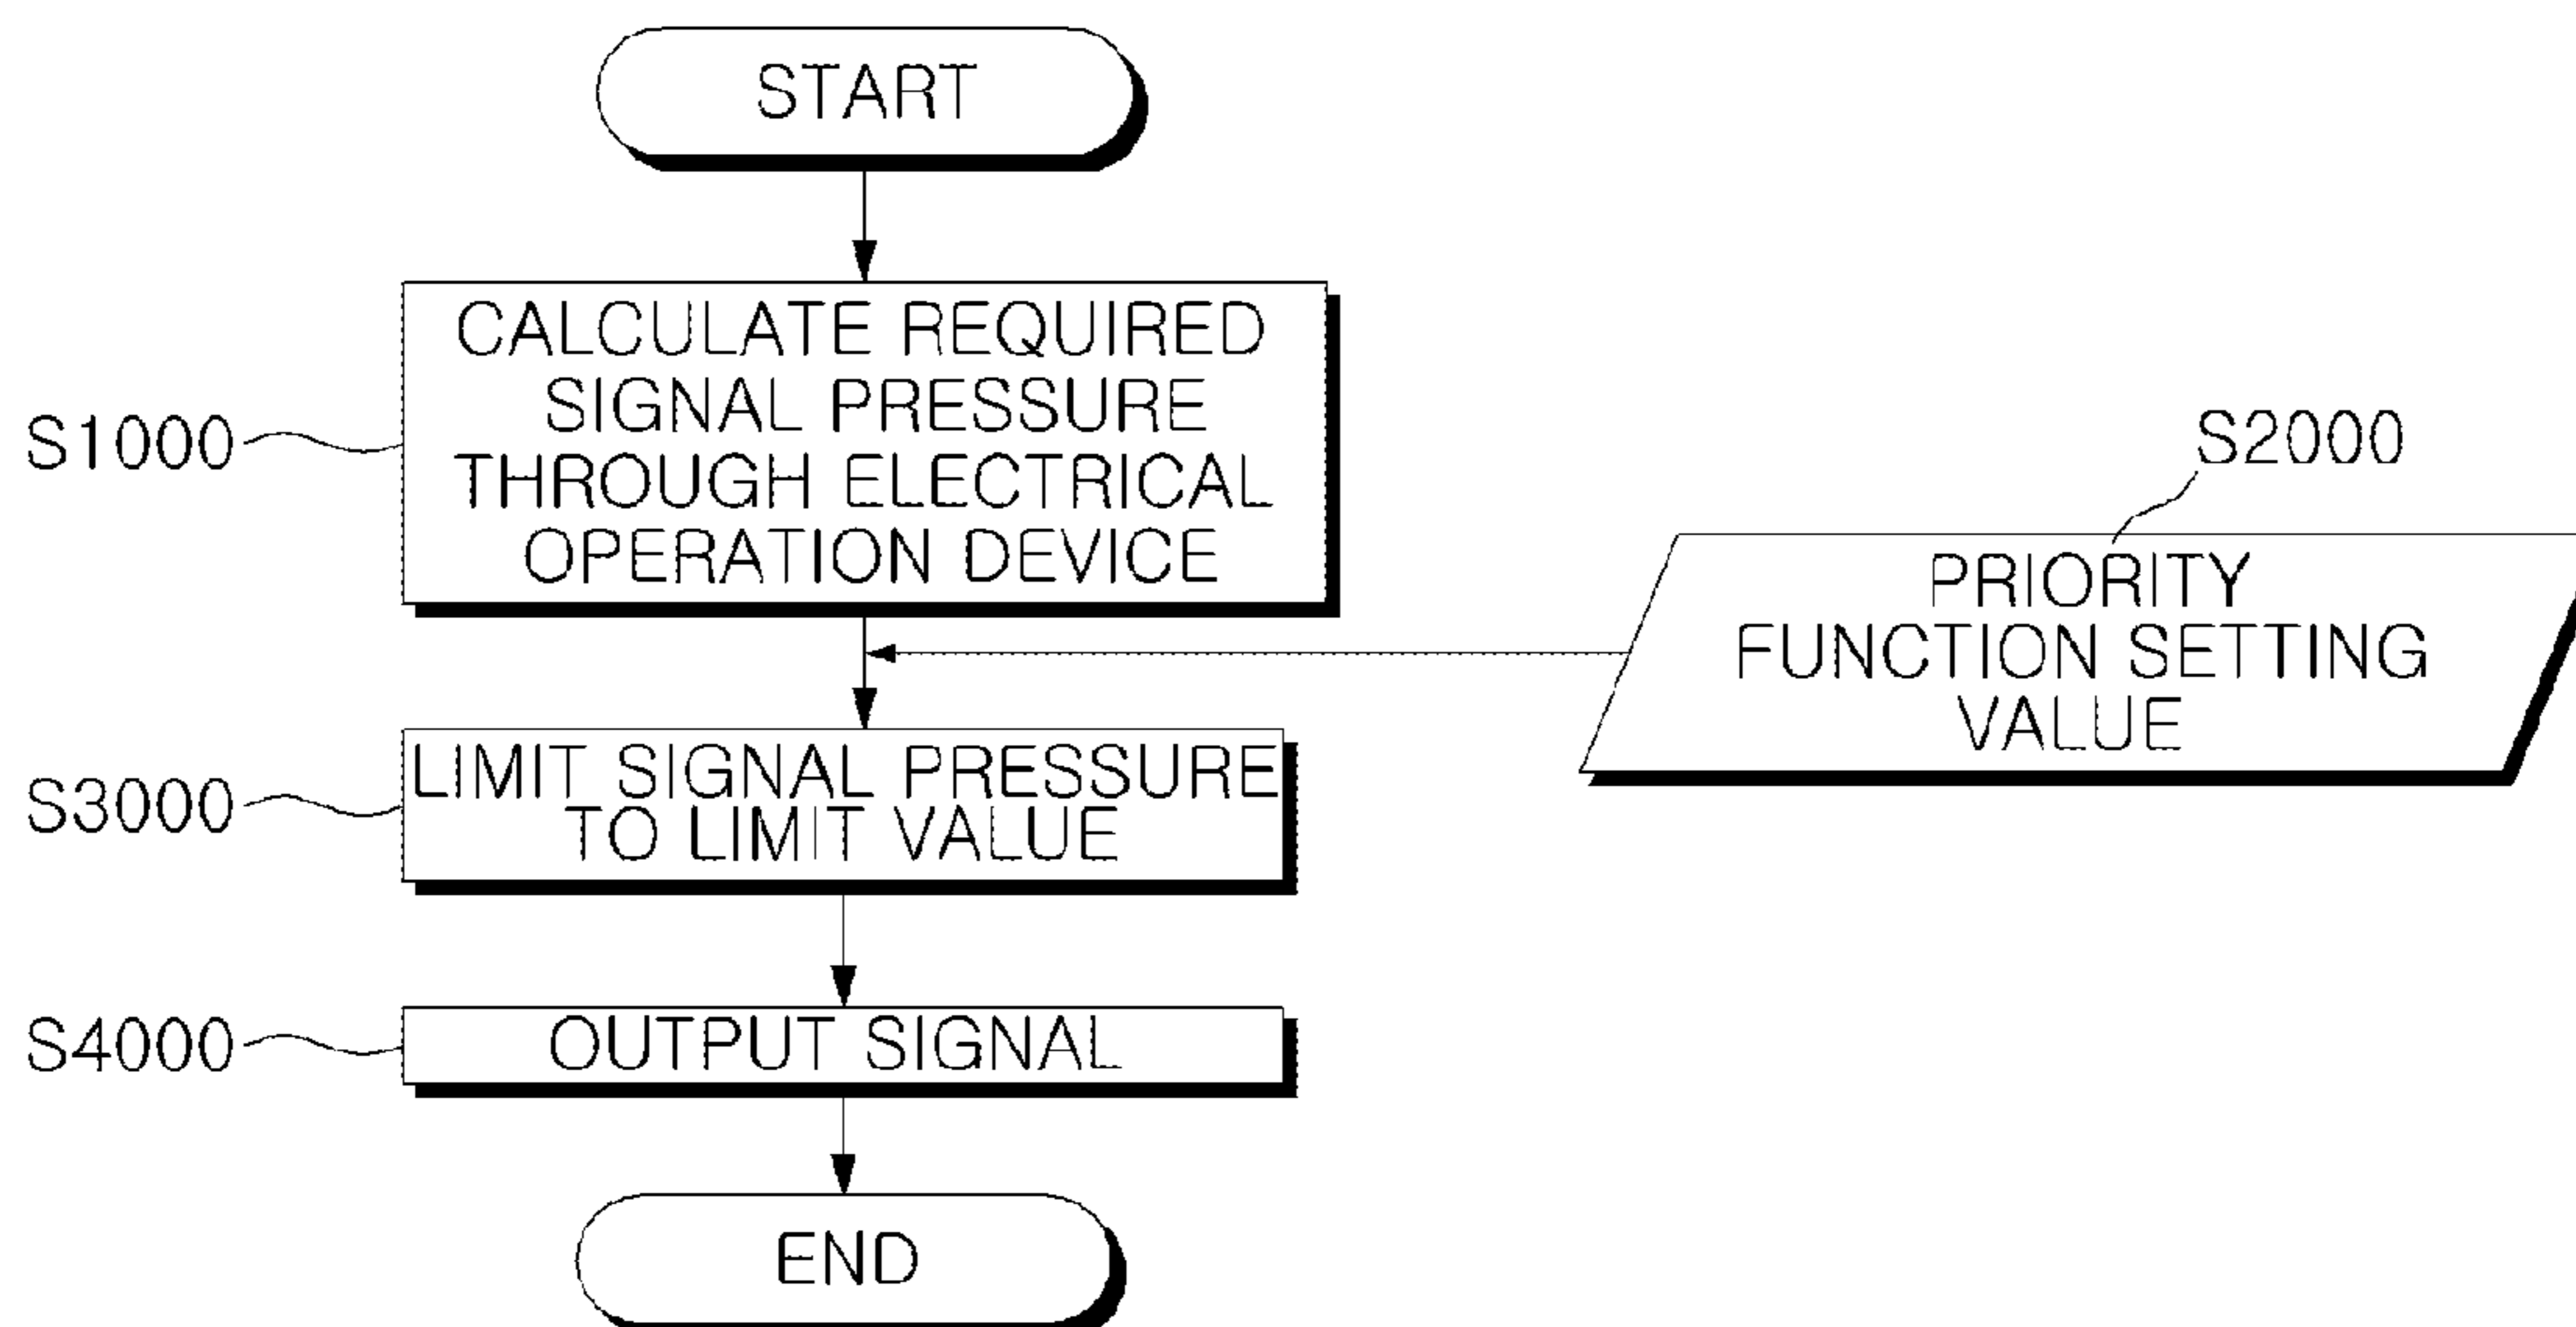 START
S1000
CALCULATE REQUIRED
SIGNAL PRESSURE
THROUGH ELECTRICAL
OPERATION DEVICE
S2000
PRIORITY
FUNCTION SETTING
VALUE
S3000
LIMIT SIGNAL PRESSURE
TO LIMIT VALUE
S4000
OUTPUT SIGNAL
END